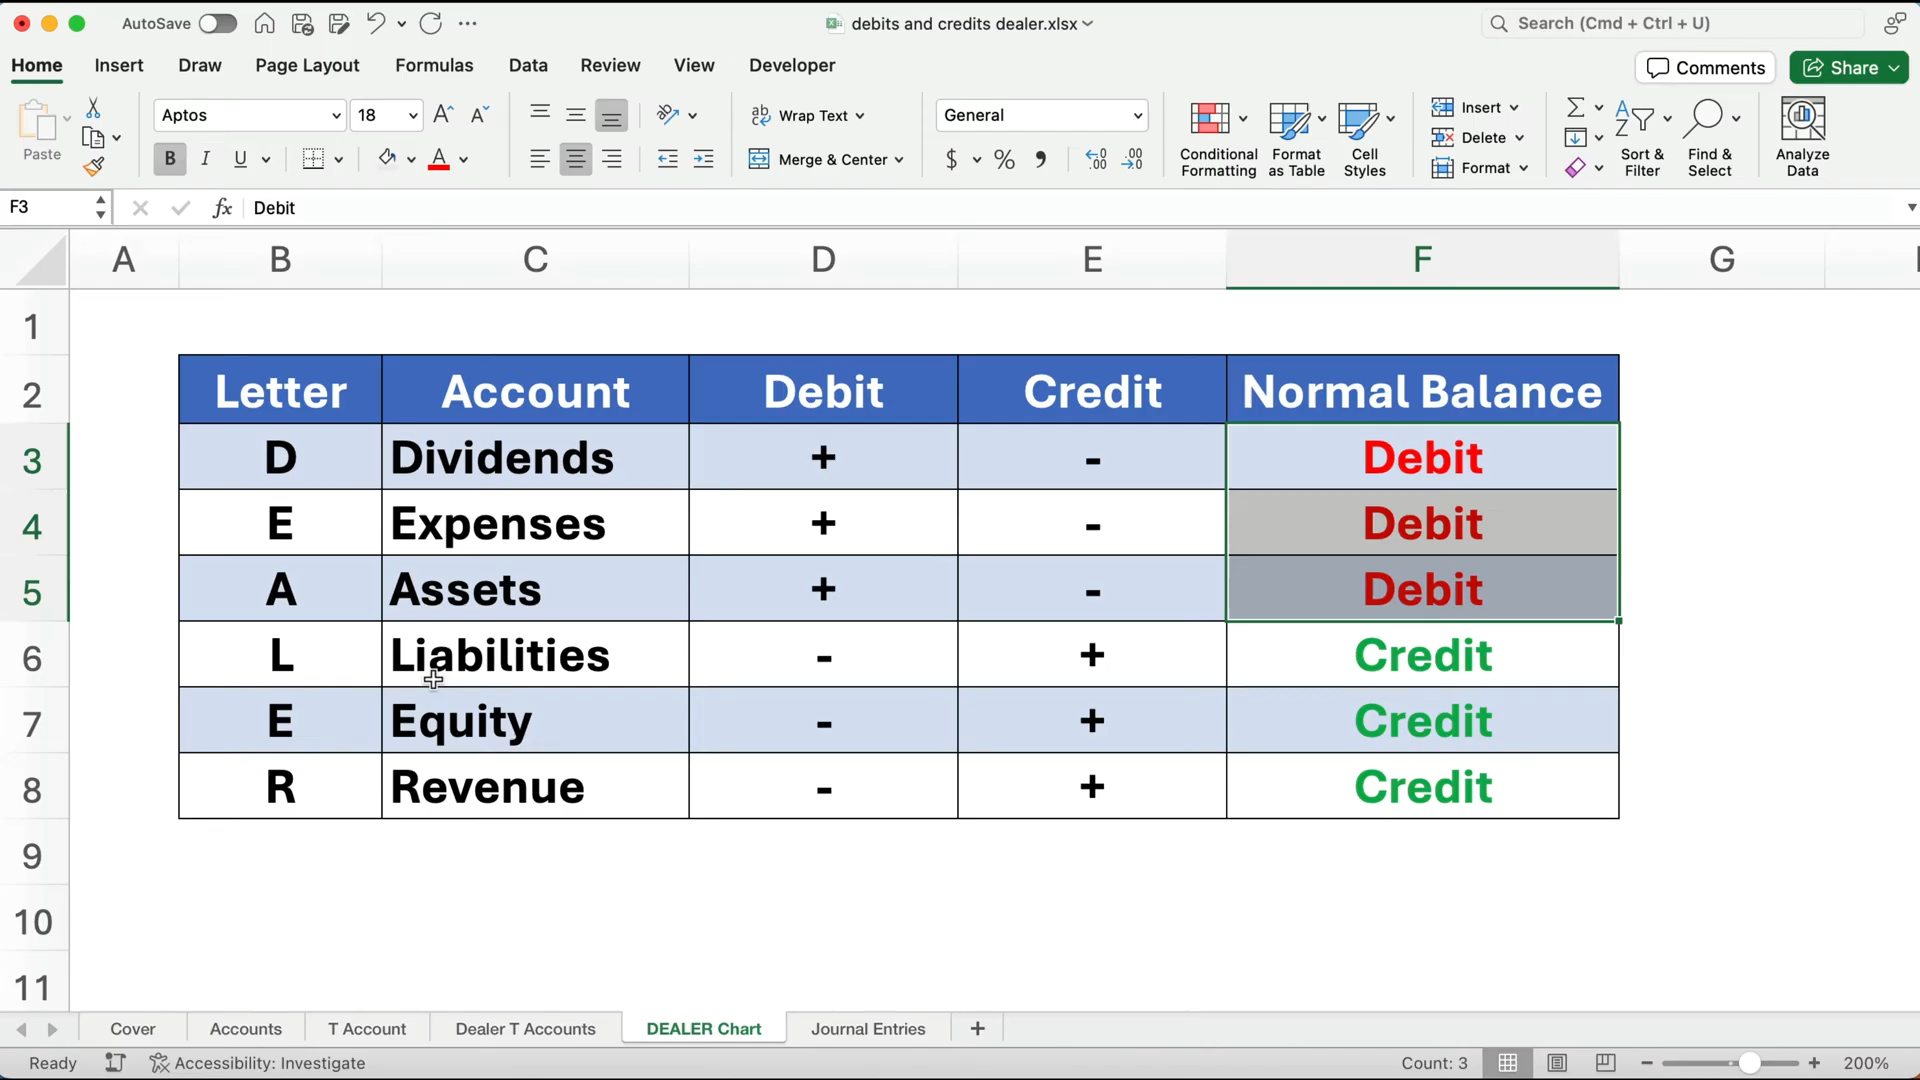 AutoSave
debits and credits dealer.xlsx
Search (Cmd + Ctrl + U)
Home Insert Draw Page Layout Formulas Data Review View Developer
Comments Share
Paste
Aptos 18
B I U A
ab Wrap Text
Merge & Center
General
$ % ,
Conditional Formatting
Format as Table
Cell Styles
Insert
Delete
Format
Sort & Filter
Find & Select
Analyze Data
F3 fx Debit
A B C D E F G
1
2 Letter Account Debit Credit Normal Balance
3 D Dividends + - Debit
4 E Expenses + - Debit
5 A Assets + - Debit
6 L Liabilities - + Credit
7 E Equity - + Credit
8 R Revenue - + Credit
9
10
11
Cover Accounts T Account Dealer T Accounts DEALER Chart Journal Entries +
Ready Accessibility: Investigate Count: 3 - + 200%